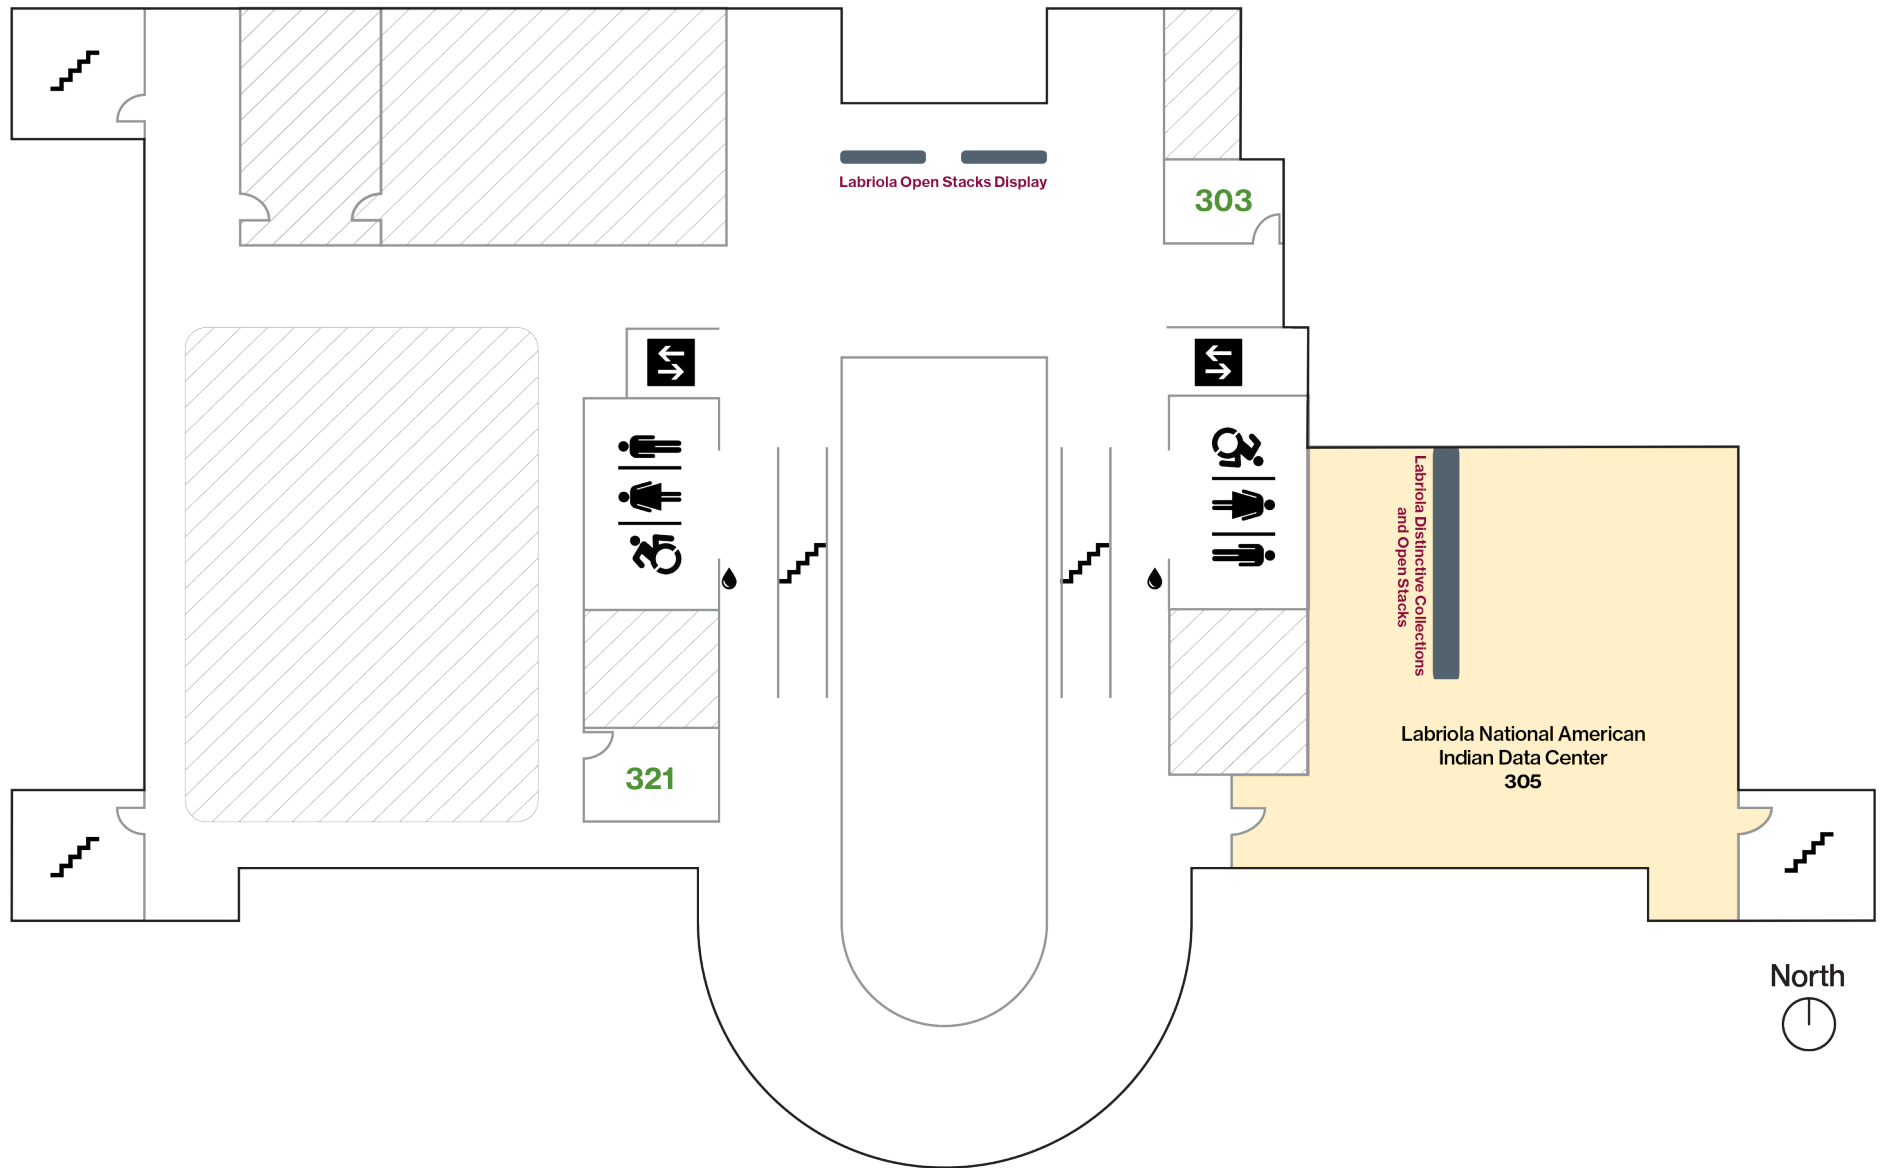 Labriola Open Stacks Display
303
Labriola Distinctive Collections
and Open Stacks
Labriola National American
Indian Data Center
305
321
North